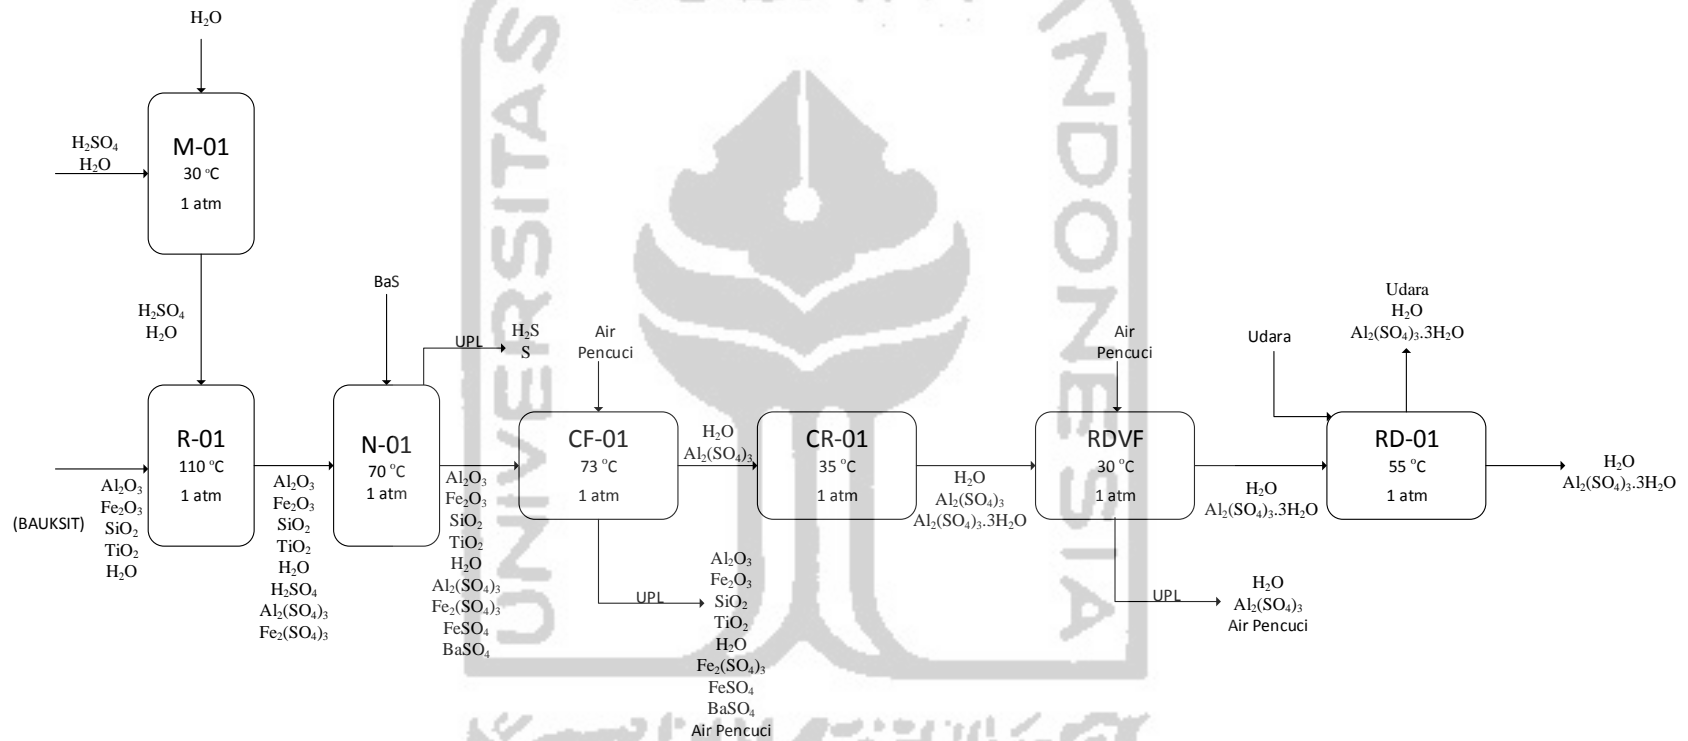 H₂O
H₂SO₄
H₂O
M-01
30 °C
1 atm
H₂SO₄
H₂O
(BAUKSIT)
Al₂O₃
Fe₂O₃
SiO₂
TiO₂
H₂O
R-01
110 °C
1 atm
Al₂O₃
Fe₂O₃
SiO₂
TiO₂
H₂O
H₂SO₄
Al₂(SO₄)₃
Fe₂(SO₄)₃
BaS
N-01
70 °C
1 atm
UPL
H₂S
S
Al₂O₃
Fe₂O₃
SiO₂
TiO₂
H₂O
Al₂(SO₄)₃
Fe₂(SO₄)₃
FeSO₄
BaSO₄
Air
Pencuci
CF-01
73 °C
1 atm
UPL
Al₂O₃
Fe₂O₃
SiO₂
TiO₂
H₂O
Fe₂(SO₄)₃
FeSO₄
BaSO₄
Air Pencuci
H₂O
Al₂(SO₄)₃
CR-01
35 °C
1 atm
H₂O
Al₂(SO₄)₃
Al₂(SO₄)₃.3H₂O
Air
Pencuci
RDVF
30 °C
1 atm
UPL
H₂O
Al₂(SO₄)₃
Air Pencuci
H₂O
Al₂(SO₄)₃.3H₂O
Udara
RD-01
55 °C
1 atm
Udara
H₂O
Al₂(SO₄)₃.3H₂O
H₂O
Al₂(SO₄)₃.3H₂O
UNIVERSITAS
INDONESIA